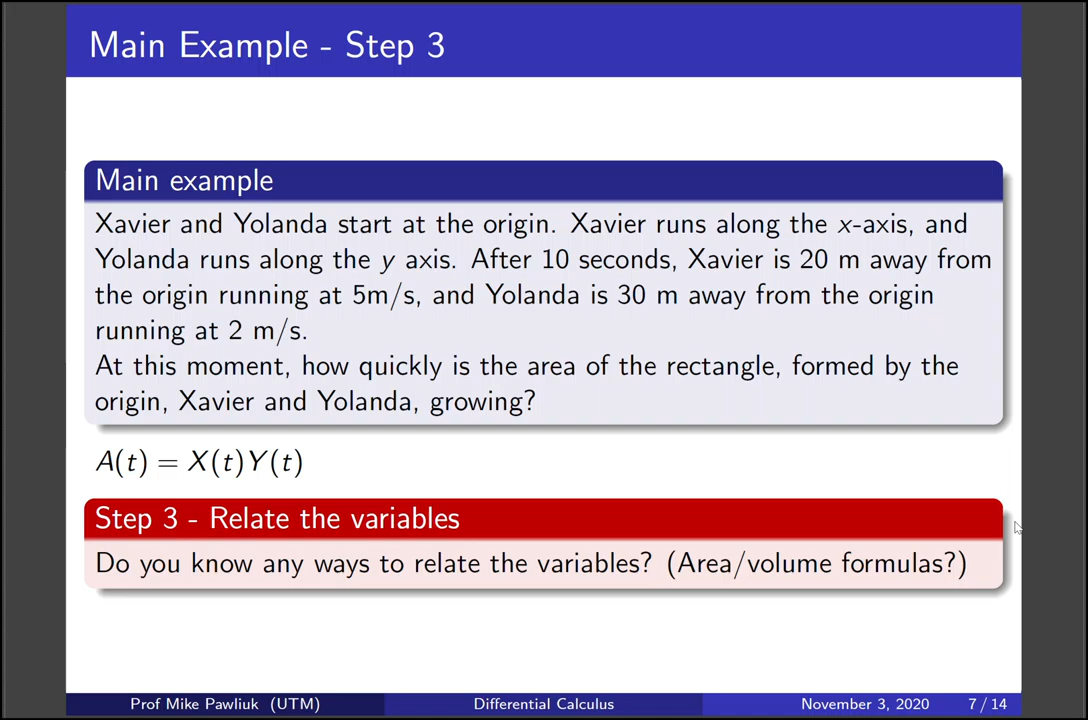 Main Example - Step 3
Main example
Xavier and Yolanda start at the origin. Xavier runs along the x-axis, and
Yolanda runs along the y axis. After 10 seconds, Xavier is 20 m away from
the origin running at 5m/s, and Yolanda is 30 m away from the origin
running at 2 m/s.
At this moment, how quickly is the area of the rectangle, formed by the
origin, Xavier and Yolanda, growing?
A(t) = X(t)Y(t)
Step 3 - Relate the variables
Do you know any ways to relate the variables? (Area/volume formulas?)
Prof Mike Pawliuk (UTM) Differential Calculus November 3, 2020 7 / 14